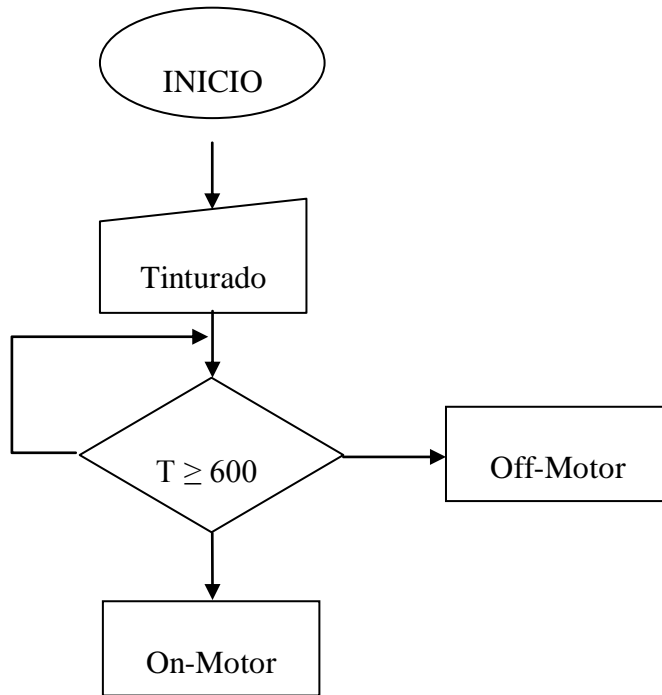 INICIO
Tinturado
T ≥ 600
Off-Motor
On-Motor